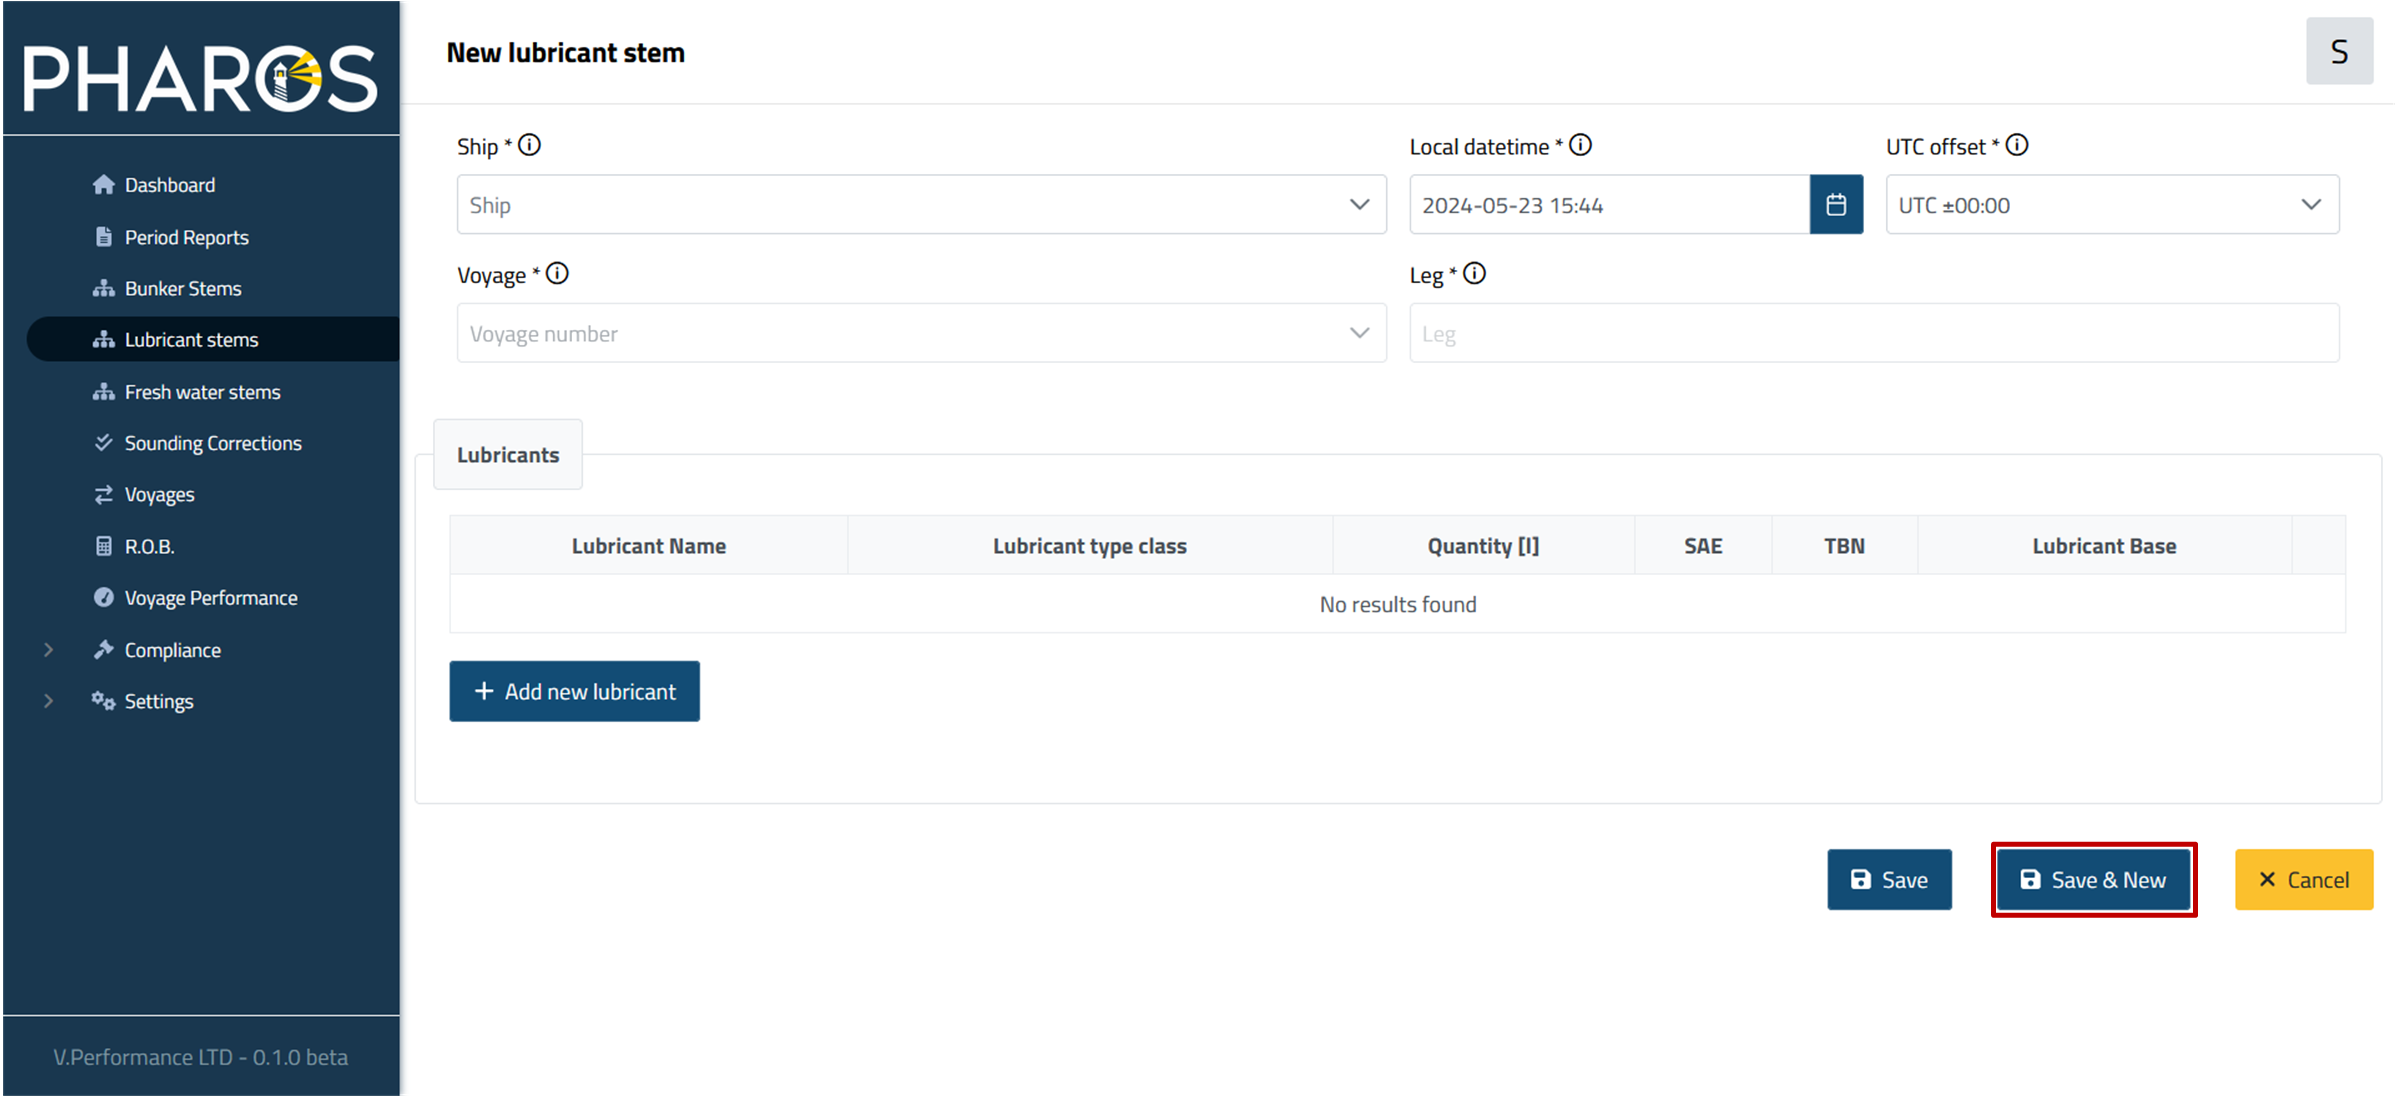 PHAROS
New lubricant stem
S
Dashboard
Period Reports
Bunker Stems
Lubricant stems
Fresh water stems
Sounding Corrections
Voyages
R.O.B.
Voyage Performance
Compliance
Settings
V.Performance LTD - 0.1.0 beta
Ship *
Local datetime *
UTC offset *
Ship
2024-05-23 15:44
UTC ±00:00
Voyage *
Leg *
Voyage number
Leg
Lubricants
Lubricant Name Lubricant type class Quantity [l] SAE TBN Lubricant Base
No results found
+ Add new lubricant
Save
Save & New
× Cancel